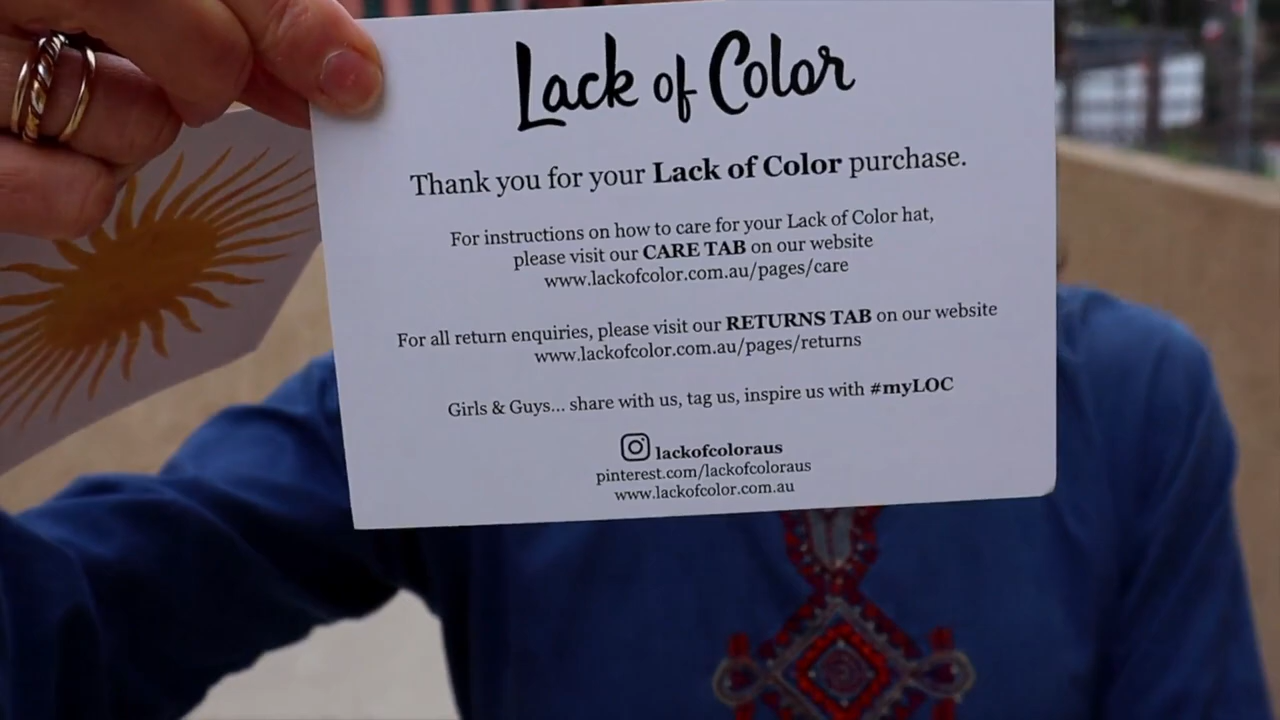 Lack of Color
Thank you for your Lack of Color purchase.
For instructions on how to care for your Lack of Color hat,
please visit our CARE TAB on our website
www.lackofcolor.com.au/pages/care
For all return enquiries, please visit our RETURNS TAB on our website
www.lackofcolor.com.au/pages/returns
Girls & Guys... share with us, tag us, inspire us with #myLOC
lackofcoloraus
pinterest.com/lackofcoloraus
www.lackofcolor.com.au